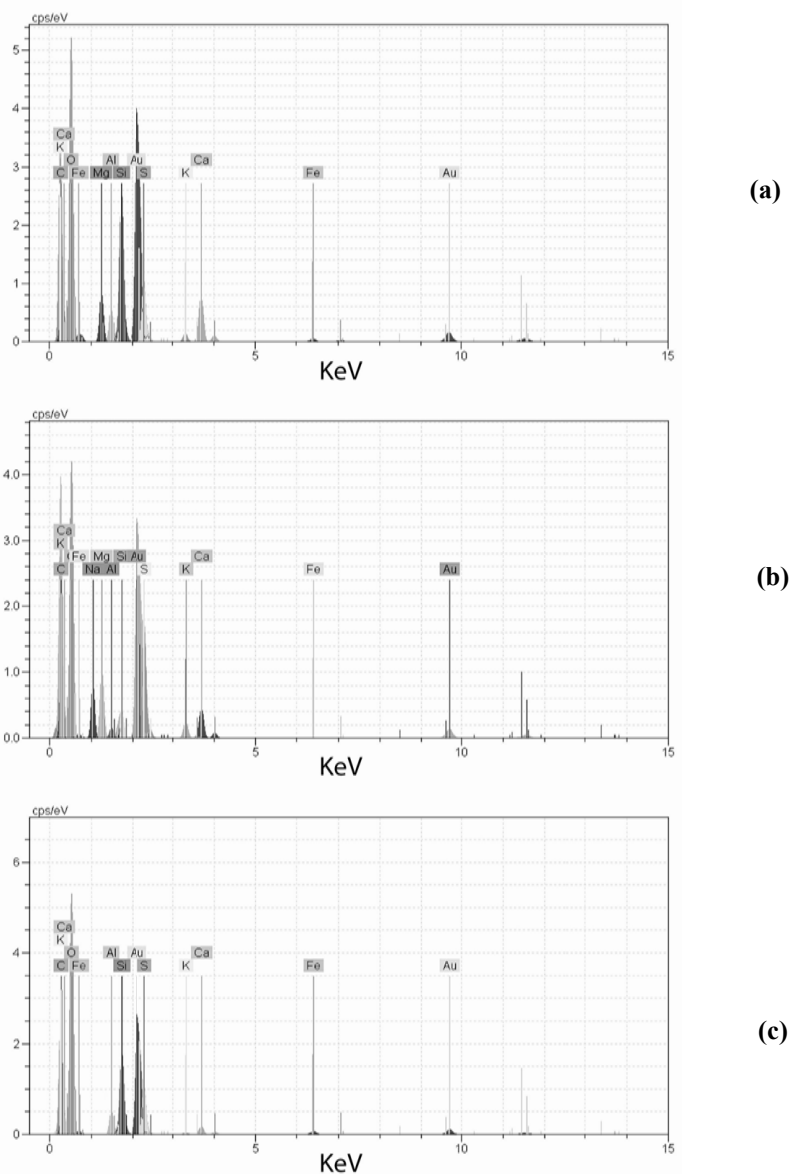 cps/eV
5
Ca
K
Al Au Ca
O
C Fe Mg Si S K Fe Au
4
3
2
1
0
0 5 10 15
KeV
(a)
cps/eV
4.0
3.0
2.0
1.0
0.0
Ca
K
Fe Mg Si Au Ca
C Na Al S K Fe Au
0 5 10 15
KeV
(b)
cps/eV
6
4
2
0
Ca
K
O Al Au Ca
C Fe Si S K Fe Au
0 5 10 15
KeV
(c)